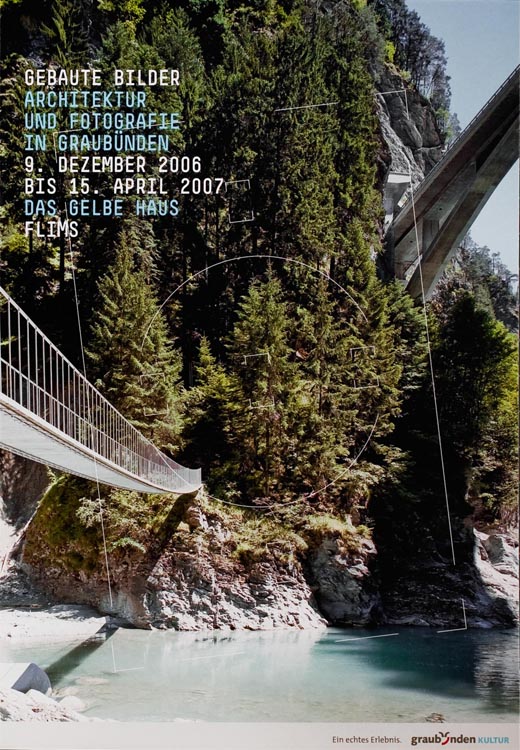 GEBAUTE BILDER
ARCHITEKTUR
UND FOTOGRAFIE
IN GRAUBÜNDEN
9. DEZEMBER 2006
BIS 15. APRIL 2007
DAS GELBE HAUS
FLIMS
Ein echtes Erlebnis. graubünden KULTUR